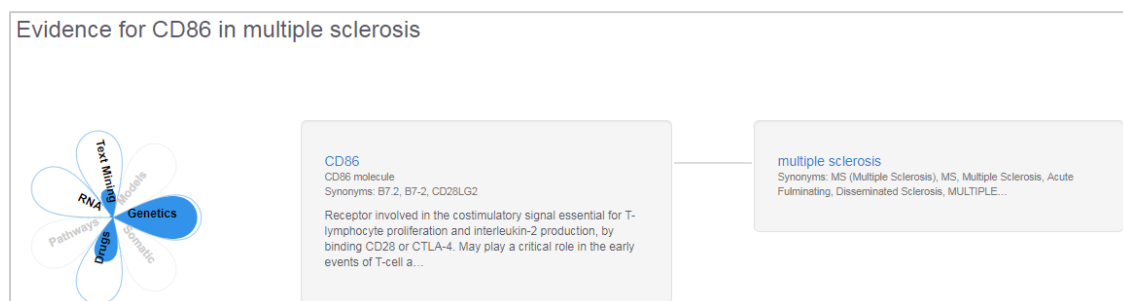 Evidence for CD86 in multiple sclerosis
Text Mining
Models
RNA
Genetics
Pathways
Somatic
Drugs
CD86
CD86 molecule
Synonyms: B7.2, B7-2, CD28LG2
Receptor involved in the costimulatory signal essential for T-
lymphocyte proliferation and interleukin-2 production, by
binding CD28 or CTLA-4. May play a critical role in the early
events of T-cell a...
multiple sclerosis
Synonyms: MS (Multiple Sclerosis), MS, Multiple Sclerosis, Acute
Fulminating, Disseminated Sclerosis, MULTIPLE...